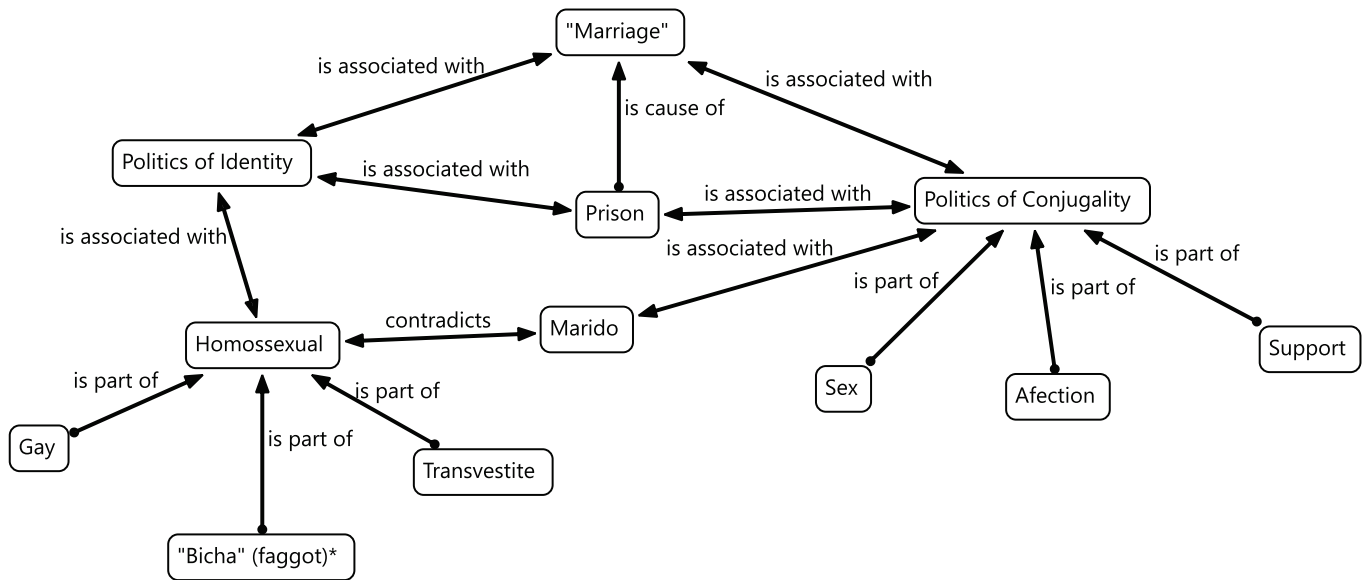 "Marriage"
is associated with
is associated with
is cause of
Politics of Identity
is associated with
is associated with
Politics of Conjugality
Prison
is associated with
is associated with
is part of
is part of
is part of
contradicts
Marido
Homossexual
Support
is part of
is part of
Sex
Afection
Gay
is part of
Transvestite
"Bicha" (faggot)*